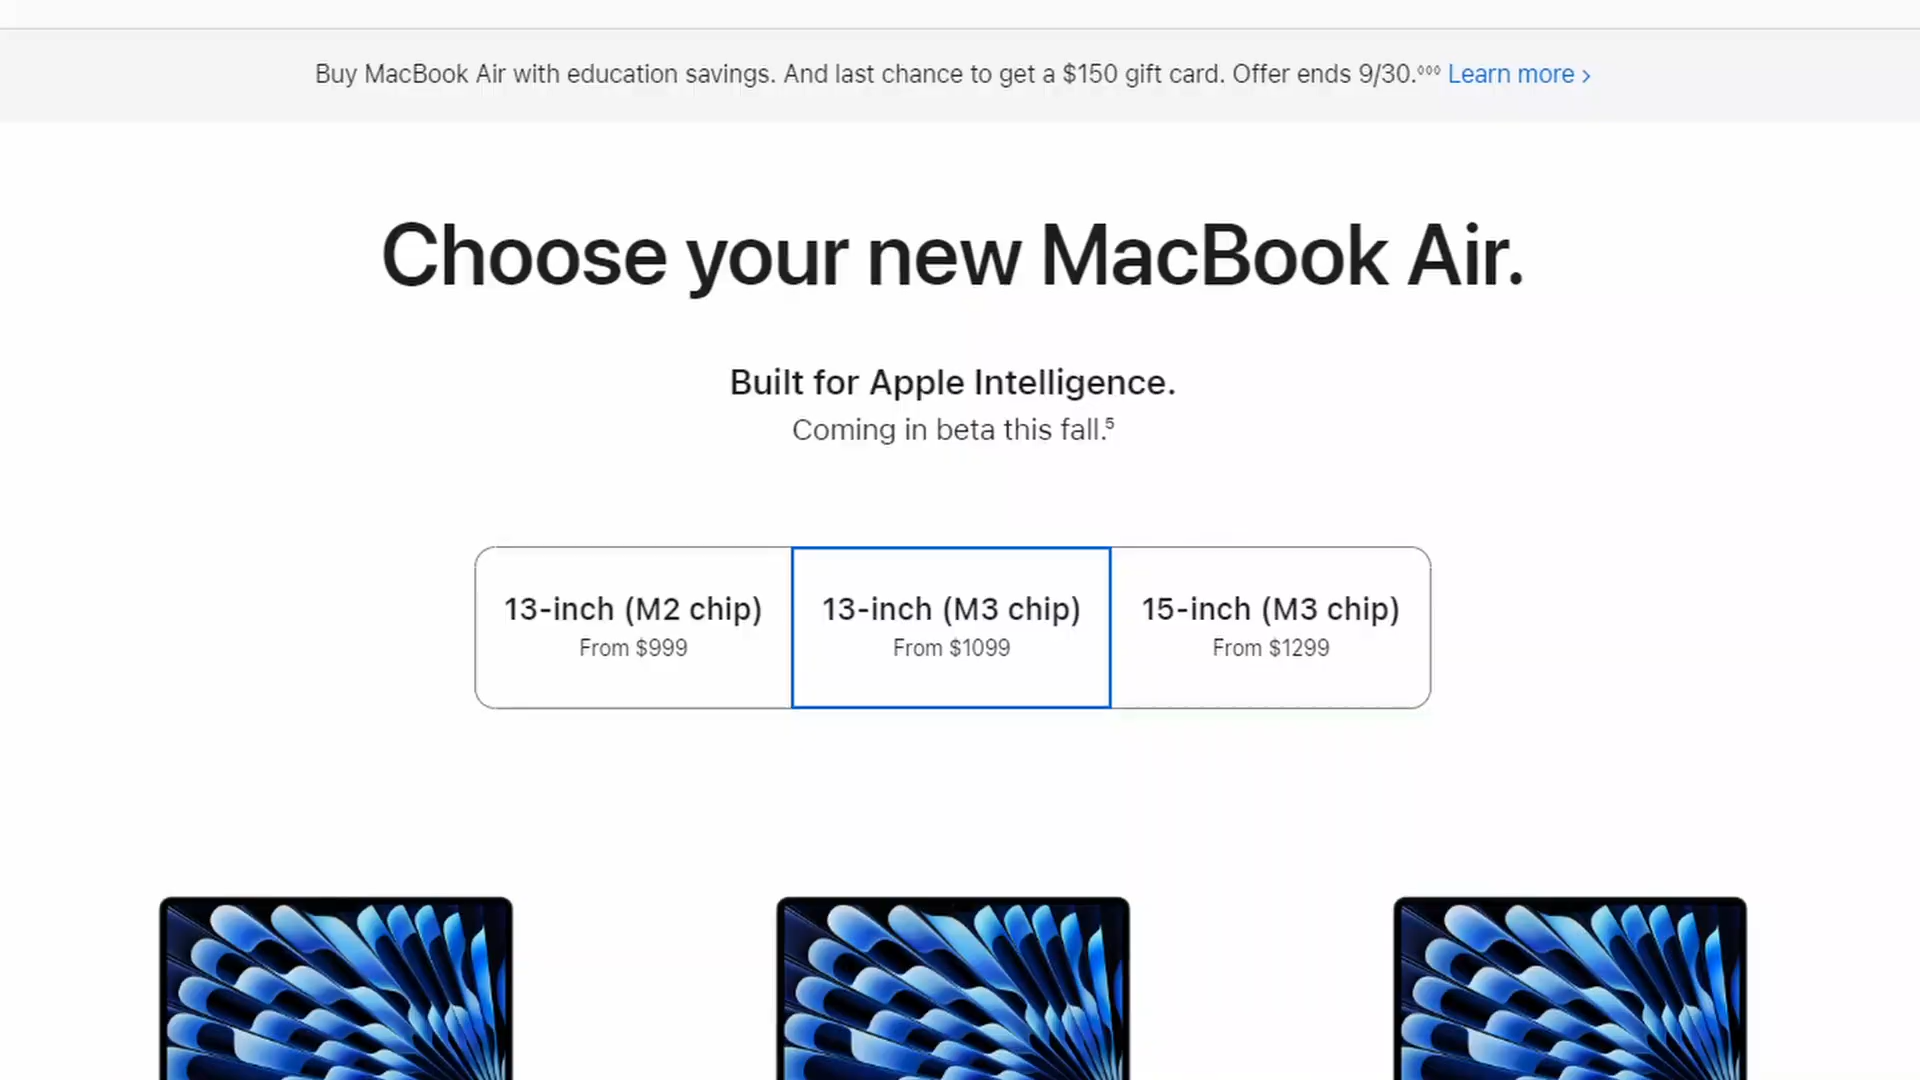 Buy MacBook Air with education savings. And last chance to get a $150 gift card. Offer ends 9/30.◊◊◊ Learn more ›
Choose your new MacBook Air.
Built for Apple Intelligence.
Coming in beta this fall.⁵
13-inch (M2 chip)
From $999
13-inch (M3 chip)
From $1099
15-inch (M3 chip)
From $1299